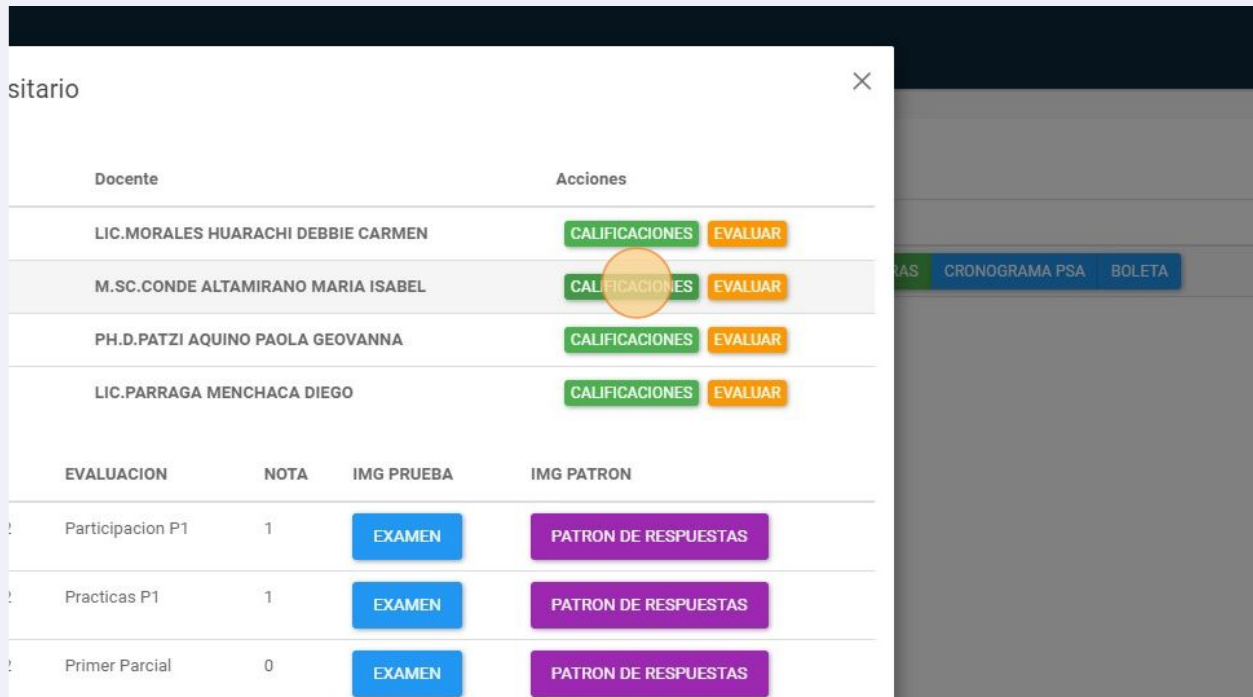 sitario
Docente Acciones
LIC.MORALES HUARACHI DEBBIE CARMEN CALIFICACIONES EVALUAR
M.SC.CONDE ALTAMIRANO MARIA ISABEL CALIFICACIONES EVALUAR
RAS CRONOGRAMA PSA BOLETA
PH.D.PATZI AQUINO PAOLA GEOVANNA CALIFICACIONES EVALUAR
LIC.PARRAGA MENCHACA DIEGO CALIFICACIONES EVALUAR
EVALUACION NOTA IMG PRUEBA IMG PATRON
Participacion P1 1 EXAMEN PATRON DE RESPUESTAS
Practicas P1 1 EXAMEN PATRON DE RESPUESTAS
Primer Parcial 0 EXAMEN PATRON DE RESPUESTAS